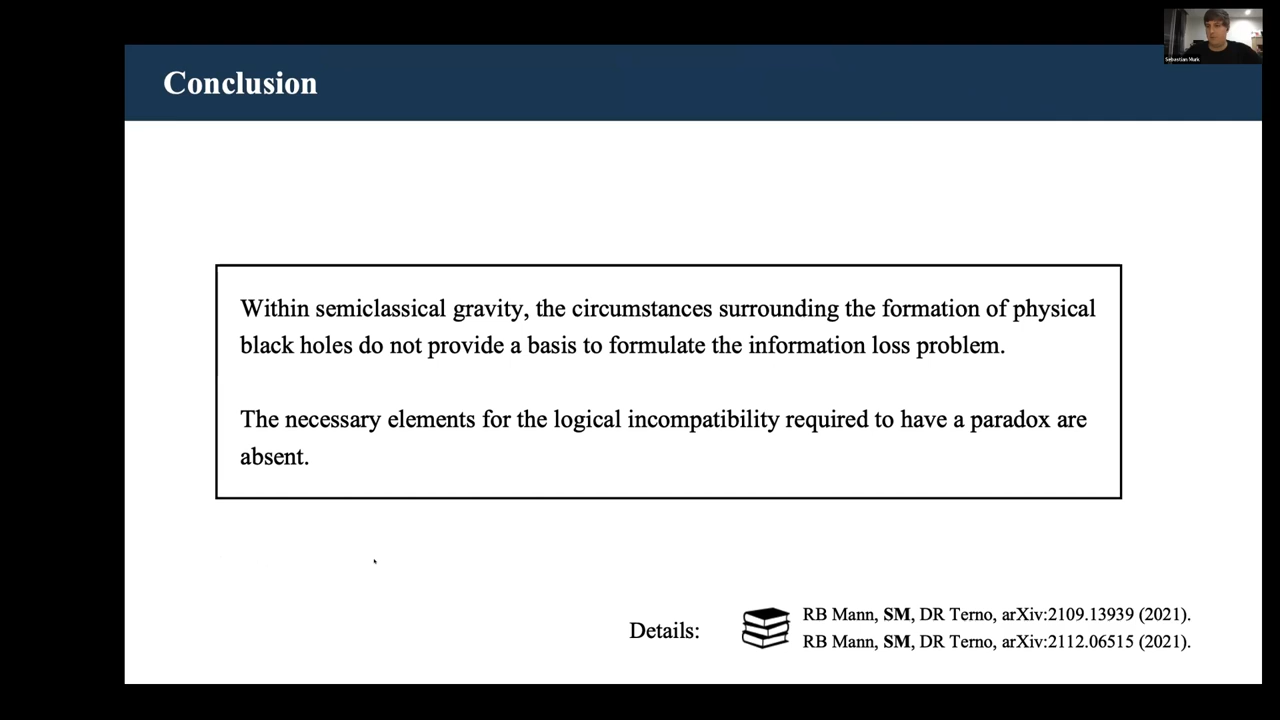 Sebastian Murk
Conclusion
Within semiclassical gravity, the circumstances surrounding the formation of physical
black holes do not provide a basis to formulate the information loss problem.
The necessary elements for the logical incompatibility required to have a paradox are
absent.
Details:
RB Mann, SM, DR Terno, arXiv:2109.13939 (2021).
RB Mann, SM, DR Terno, arXiv:2112.06515 (2021).